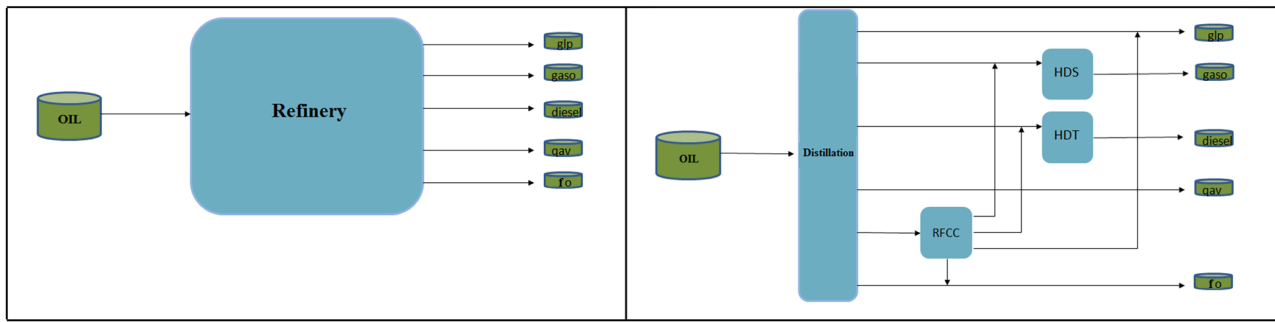 glp
gaso
Refinery
OIL
diesel
qav
fo
glp
HDS
gaso
HDT
diesel
Distillation
OIL
qav
RFCC
fo